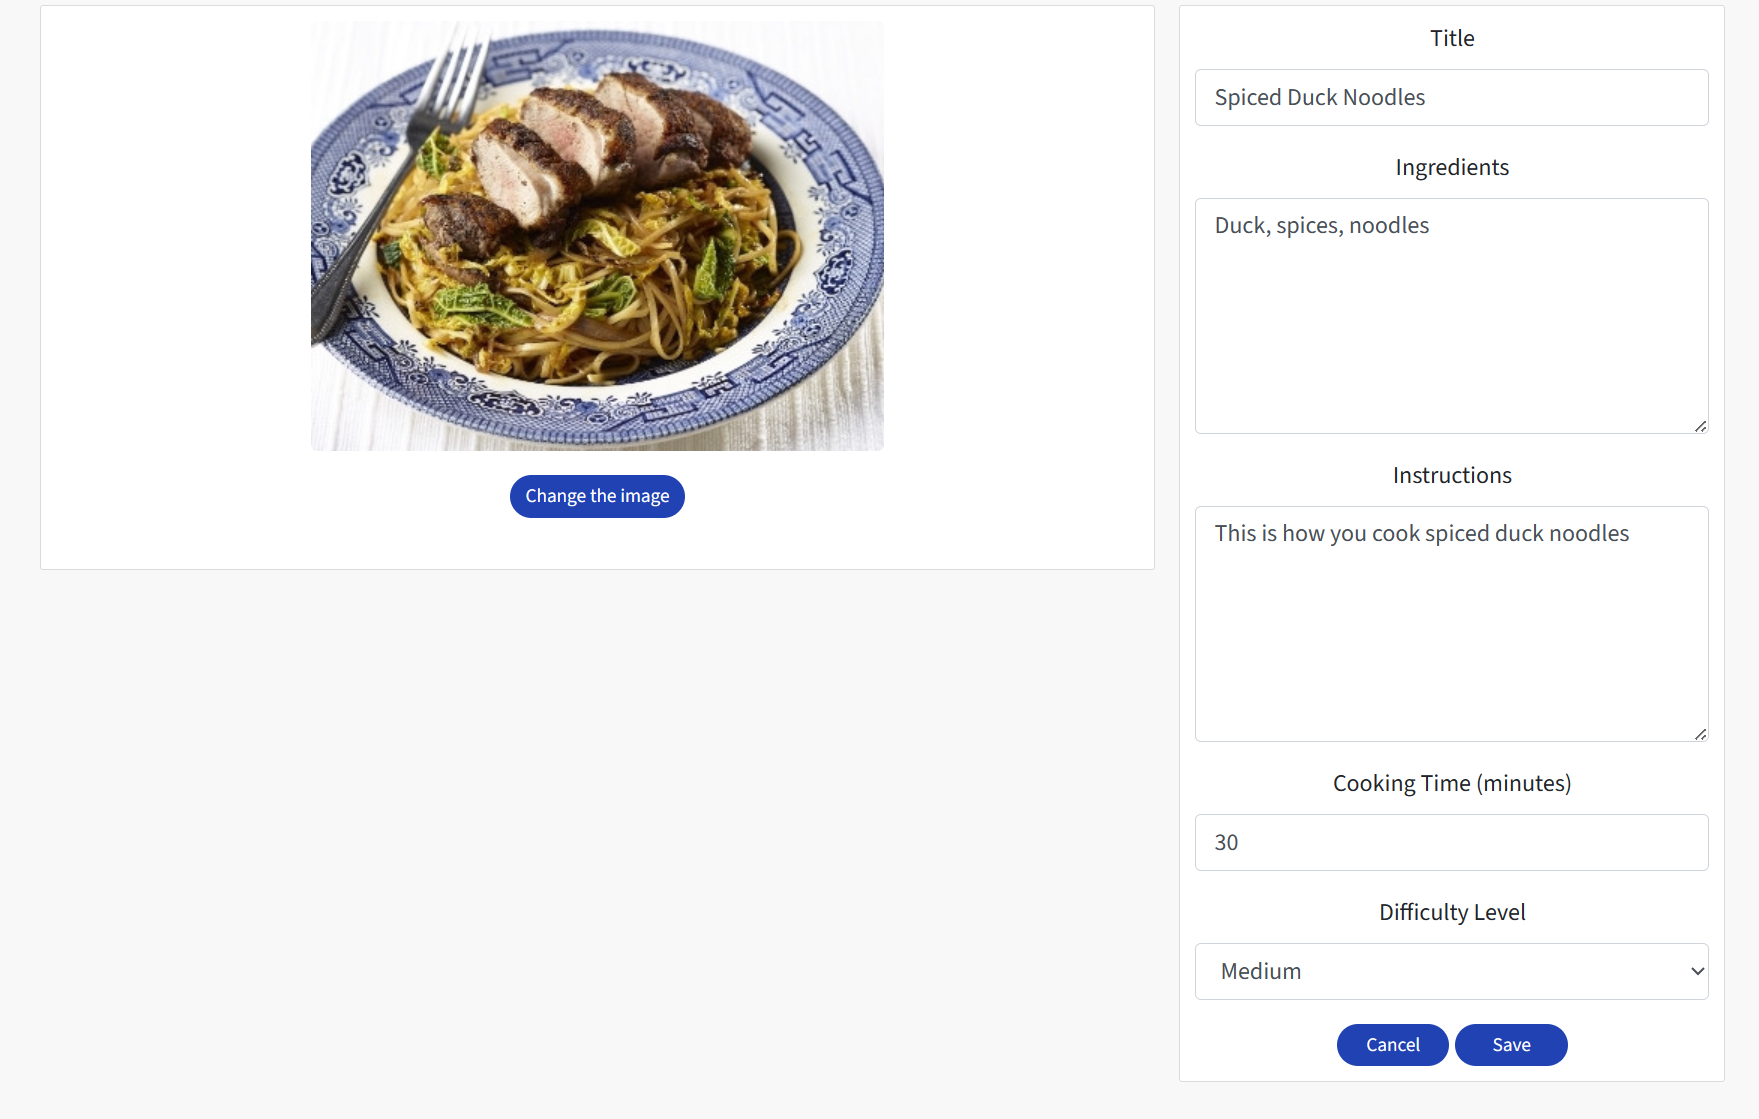 Change the image
Title
Spiced Duck Noodles
Ingredients
Duck, spices, noodles
Instructions
This is how you cook spiced duck noodles
Cooking Time (minutes)
30
Difficulty Level
Medium
Cancel
Save